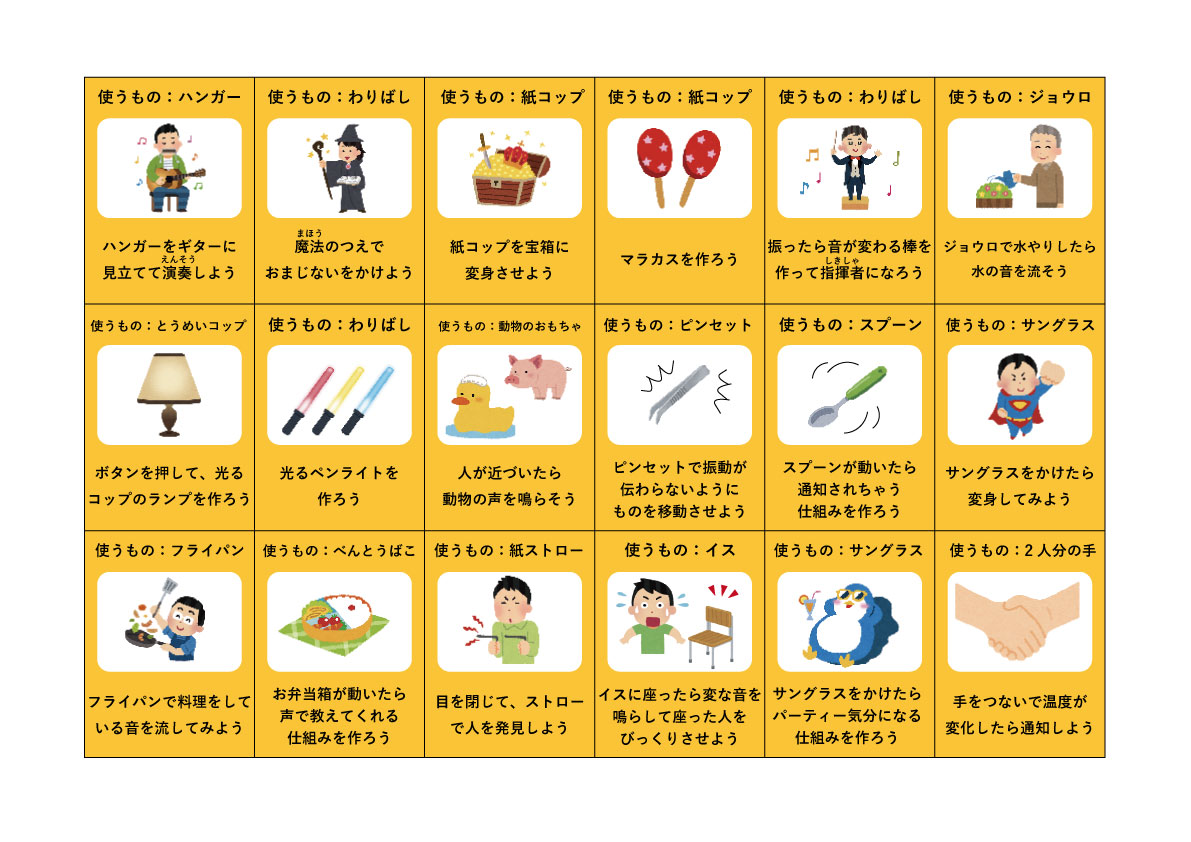 使うもの：ハンガー
ハンガーをギターに
えんそう
見立てて演奏しよう
使うもの：わりばし
まほう
魔法のつえで
おまじないをかけよう
使うもの：紙コップ
紙コップを宝箱に
変身させよう
使うもの：紙コップ
マラカスを作ろう
使うもの：わりばし
振ったら音が変わる棒を
しきしゃ
作って指揮者になろう
使うもの：ジョウロ
ジョウロで水やりしたら
水の音を流そう
使うもの：とうめいコップ
ボタンを押して、光る
コップのランプを作ろう
使うもの：わりばし
光るペンライトを
作ろう
使うもの：動物のおもちゃ
人が近づいたら
動物の声を鳴らそう
使うもの：ピンセット
ピンセットで振動が
伝わらないように
ものを移動させよう
使うもの：スプーン
スプーンが動いたら
通知されちゃう
仕組みを作ろう
使うもの：サングラス
サングラスをかけたら
変身してみよう
使うもの：フライパン
フライパンで料理をして
いる音を流してみよう
使うもの：べんとうばこ
お弁当箱が動いたら
声で教えてくれる
仕組みを作ろう
使うもの：紙ストロー
目を閉じて、ストロー
で人を発見しよう
使うもの：イス
イスに座ったら変な音を
鳴らして座った人を
びっくりさせよう
使うもの：サングラス
サングラスをかけたら
パーティー気分になる
仕組みを作ろう
使うもの：2人分の手
手をつないで温度が
変化したら通知しよう